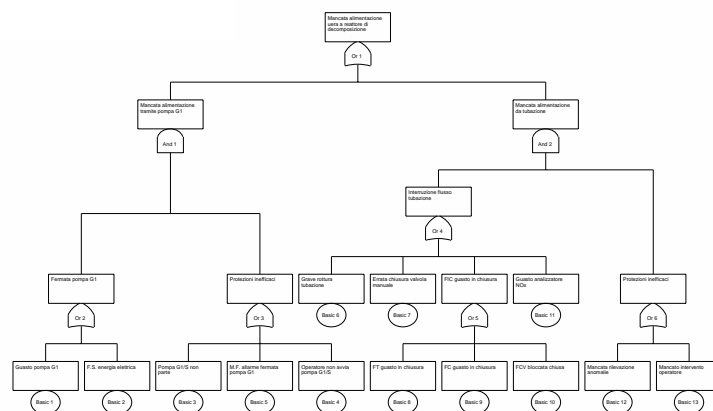 Mancata alimentazione
uera a reattore di
decomposizione
Or 1
Mancata alimentazione
tramite pompa G1
Mancata alimentazione
da tubazione
And 1
And 2
Interruzione flusso
tubazione
Or 4
Fermata pompa G1
Protezioni inefficaci
Grave rottura
tubazione
Errata chiusura valvola
manuale
FIC guasto in chiusura
Guasto analizzatore
NOx
Protezioni inefficaci
Or 2
Or 3
Basic 6
Basic 7
Or 5
Basic 11
Or 6
Guasto pompa G1
F.S. energia elettrica
Pompa G1/S non
parte
M.F. allarme fermata
pompa G1
Operatore non avvia
pompa G1/S
FT guasto in chiusura
FC guasto in chiusura
FCV bloccata chiusa
Mancata rilevazione
anomalie
Mancato intervento
operatore
Basic 1
Basic 2
Basic 3
Basic 5
Basic 4
Basic 8
Basic 9
Basic 10
Basic 12
Basic 13